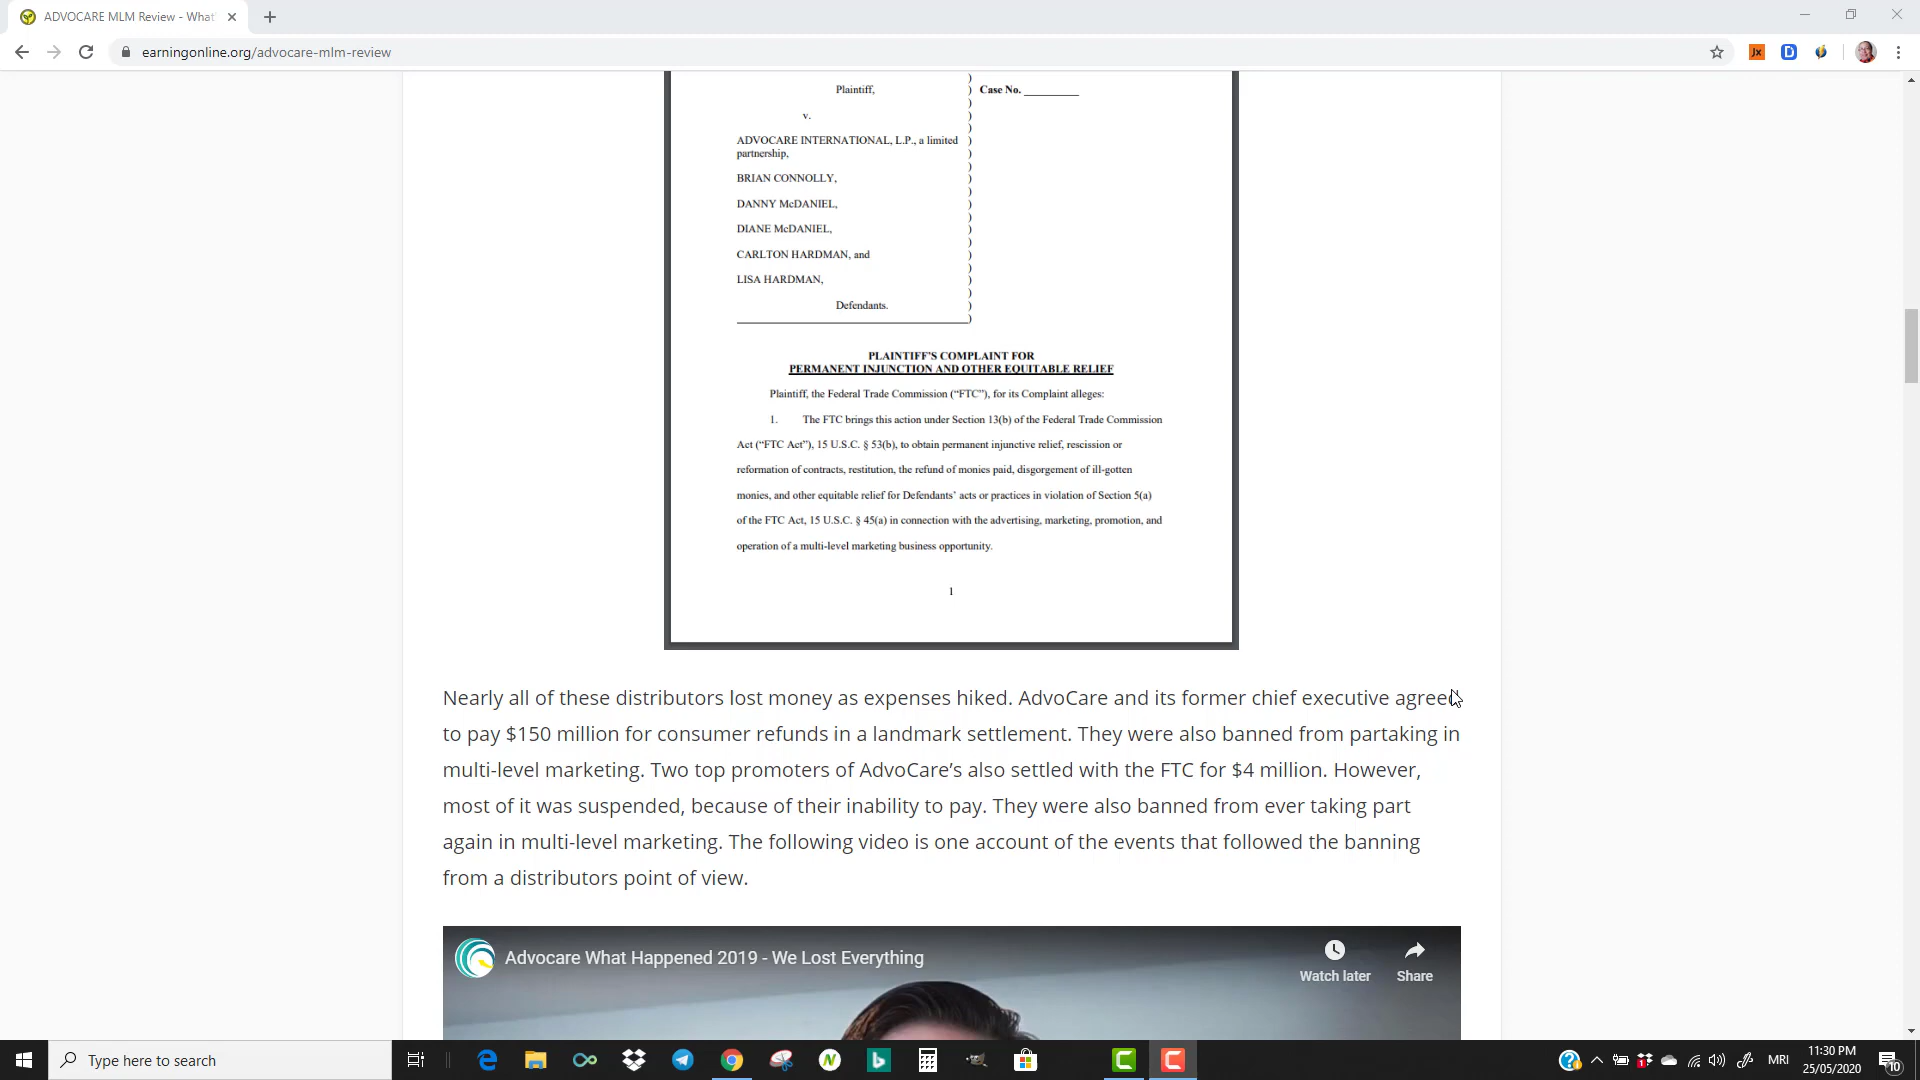 ADVOCARE MLM Review - What
earningonline.org/advocare-mlm-review
Plaintiff,
Case No. __________
v.
ADVOCARE INTERNATIONAL, L.P., a limited
partnership,
BRIAN CONNOLLY,
DANNY McDANIEL,
DIANE McDANIEL,
CARLTON HARDMAN, and
LISA HARDMAN,
Defendants.
PLAINTIFF'S COMPLAINT FOR
PERMANENT INJUNCTION AND OTHER EQUITABLE RELIEF
Plaintiff, the Federal Trade Commission (“FTC”), for its Complaint alleges:
1. The FTC brings this action under Section 13(b) of the Federal Trade Commission
Act (“FTC Act”), 15 U.S.C. § 53(b), to obtain permanent injunctive relief, rescission or
reformation of contracts, restitution, the refund of monies paid, disgorgement of ill-gotten
monies, and other equitable relief for Defendants’ acts or practices in violation of Section 5(a)
of the FTC Act, 15 U.S.C. § 45(a) in connection with the advertising, marketing, promotion, and
operation of a multi-level marketing business opportunity.
1
Nearly all of these distributors lost money as expenses hiked. AdvoCare and its former chief executive agreed
to pay $150 million for consumer refunds in a landmark settlement. They were also banned from partaking in
multi-level marketing. Two top promoters of AdvoCare’s also settled with the FTC for $4 million. However,
most of it was suspended, because of their inability to pay. They were also banned from ever taking part
again in multi-level marketing. The following video is one account of the events that followed the banning
from a distributors point of view.
Advocare What Happened 2019 - We Lost Everything
Watch later
Share
Type here to search
MRI
11:30 PM
25/05/2020
10